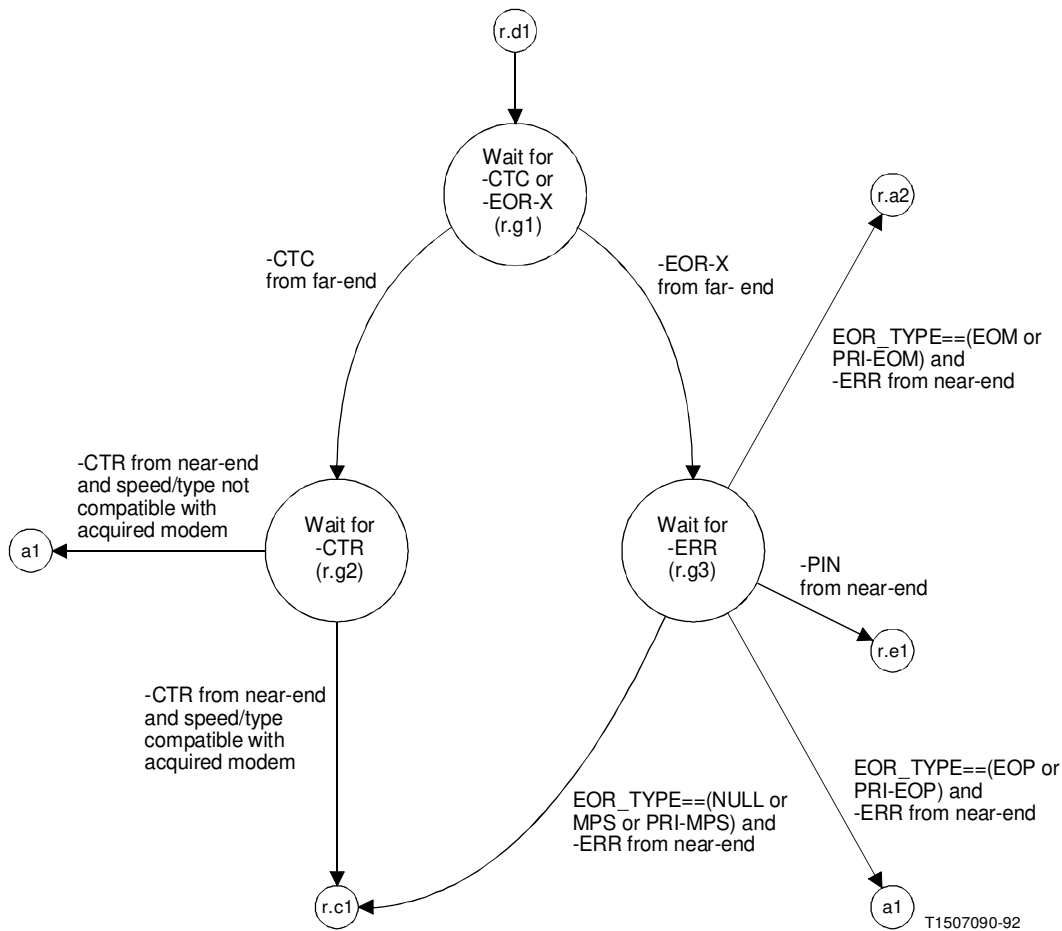 r.d1
Wait for
-CTC or
-EOR-X
(r.g1)
r.a2
-CTC
from far-end
-EOR-X
from far- end
EOR_TYPE==(EOM or
PRI-EOM) and
-ERR from near-end
-CTR from near-end
and speed/type not
compatible with
acquired modem
a1
Wait for
-CTR
(r.g2)
Wait for
-ERR
(r.g3)
-PIN
from near-end
r.e1
-CTR from near-end
and speed/type
compatible with
acquired modem
EOR_TYPE==(NULL or
MPS or PRI-MPS) and
-ERR from near-end
EOR_TYPE==(EOP or
PRI-EOP) and
-ERR from near-end
r.c1
a1
T1507090-92